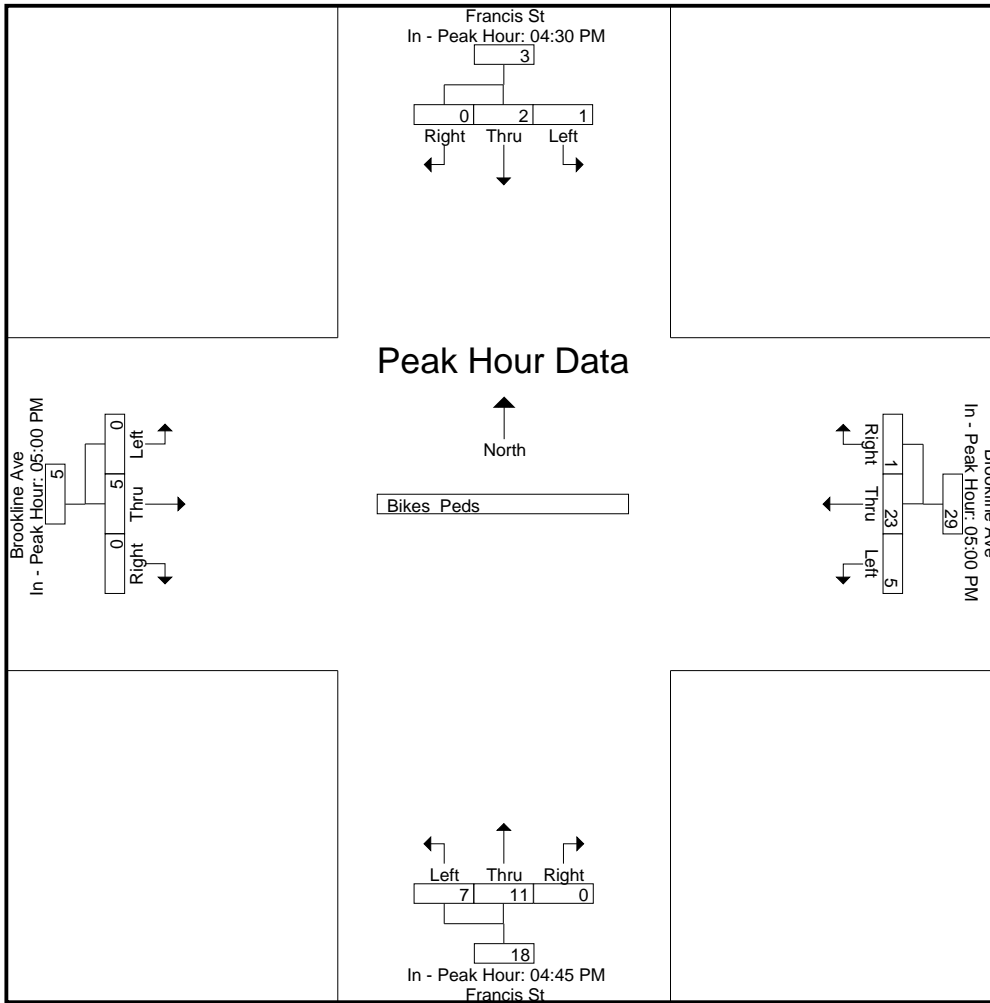 Francis St
In - Peak Hour: 04:30 PM
3
0 2 1
Right Thru Left
Peak Hour Data
North
Bikes Peds
Brookline Ave
In - Peak Hour: 05:00 PM
5
0 5 0
Left Thru Right
Brookline Ave
In - Peak Hour: 05:00 PM
29
1 23 5
Right Thru Left
Left Thru Right
7 11 0
18
In - Peak Hour: 04:45 PM
Francis St